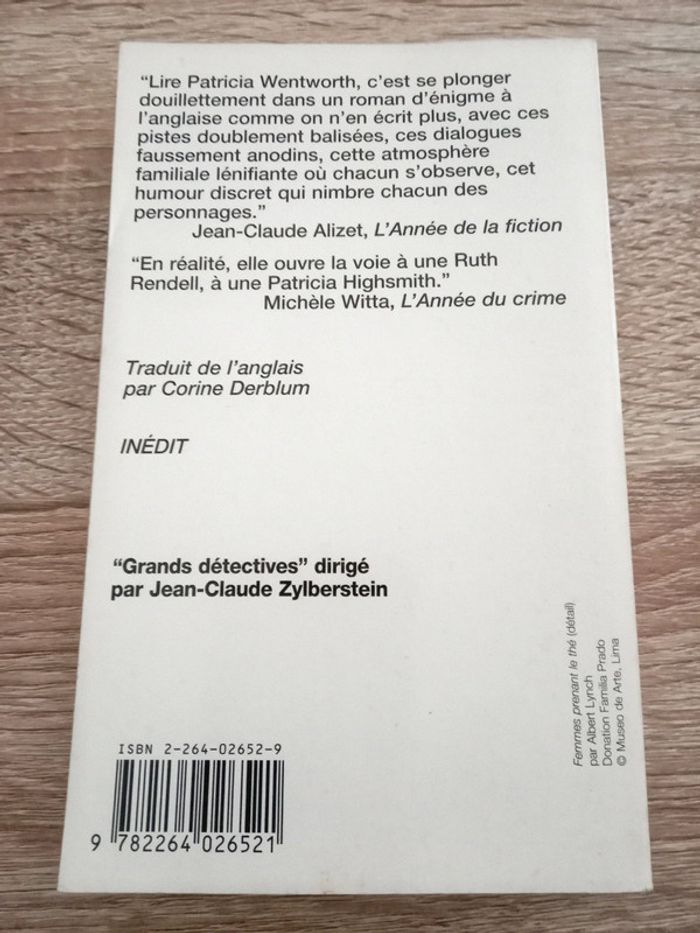 “Lire Patricia Wentworth, c’est se plonger
douillettement dans un roman d’énigme à
l’anglaise comme on n’en écrit plus, avec ces
pistes doublement balisées, ces dialogues
faussement anodins, cette atmosphère
familiale lénifiante où chacun s’observe, cet
humour discret qui nimbre chacun des
personnages.”
Jean-Claude Alizet, L’Année de la fiction
“En réalité, elle ouvre la voie à une Ruth
Rendell, à une Patricia Highsmith.”
Michèle Witta, L’Année du crime
Traduit de l’anglais
par Corine Derblum
INÉDIT
“Grands détectives” dirigé
par Jean-Claude Zylberstein
Femmes prenant le thé (détail)
par Albert Lynch
Donation Familia Prado
© Museo de Arte, Lima
ISBN 2-264-02652-9
9 782264 026521